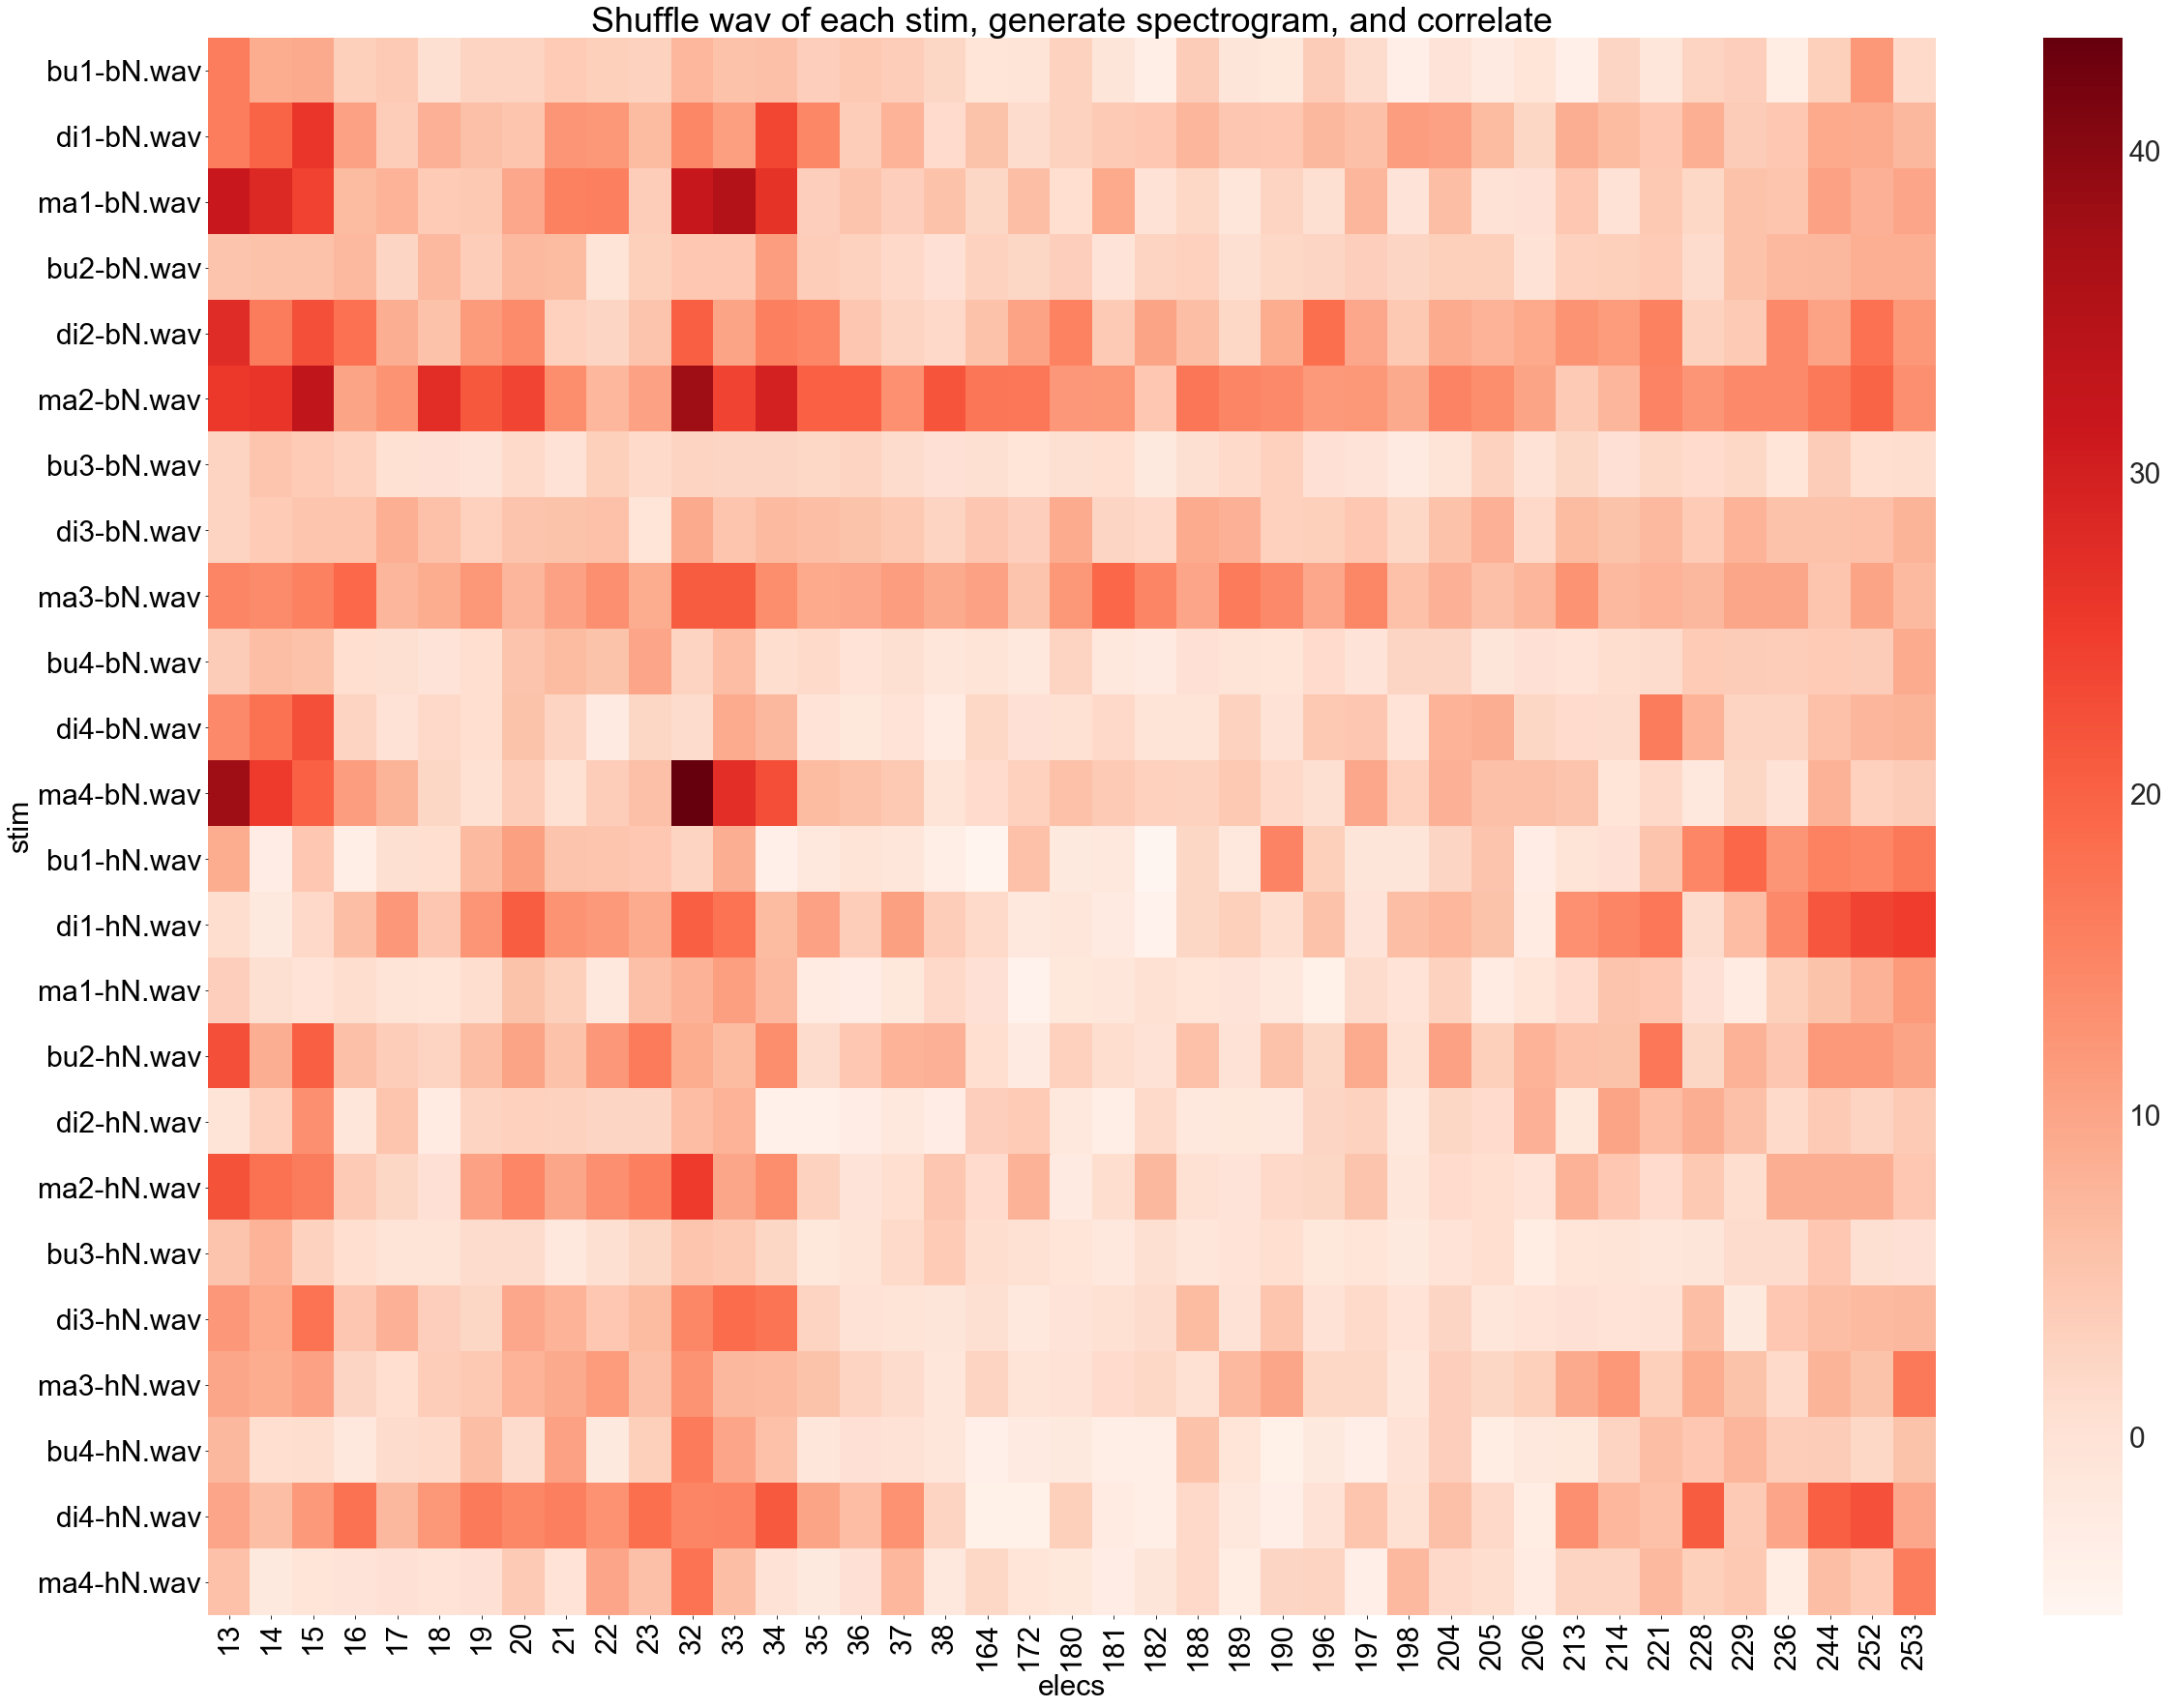 Shuffle wav of each stim, generate spectrogram, and correlate
bu1-bN.wav
di1-bN.wav
ma1-bN.wav
bu2-bN.wav
di2-bN.wav
ma2-bN.wav
bu3-bN.wav
di3-bN.wav
ma3-bN.wav
bu4-bN.wav
di4-bN.wav
ma4-bN.wav
bu1-hN.wav
di1-hN.wav
ma1-hN.wav
bu2-hN.wav
di2-hN.wav
ma2-hN.wav
bu3-hN.wav
di3-hN.wav
ma3-hN.wav
bu4-hN.wav
di4-hN.wav
ma4-hN.wav
stim
13 14 15 16 17 18 19 20 21 22 23 32 33 34 35 36 37 38 164 172 180 181 182 188 189 190 196 197 198 204 205 206 213 214 221 228 229 236 244 252 253
elecs
40
30
20
10
0